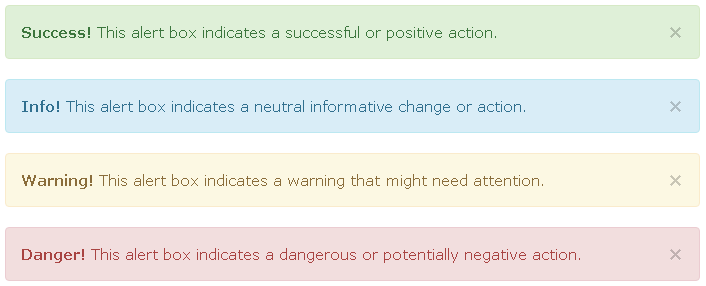 Success! This alert box indicates a successful or positive action. ×
Info! This alert box indicates a neutral informative change or action. ×
Warning! This alert box indicates a warning that might need attention. ×
Danger! This alert box indicates a dangerous or potentially negative action. ×